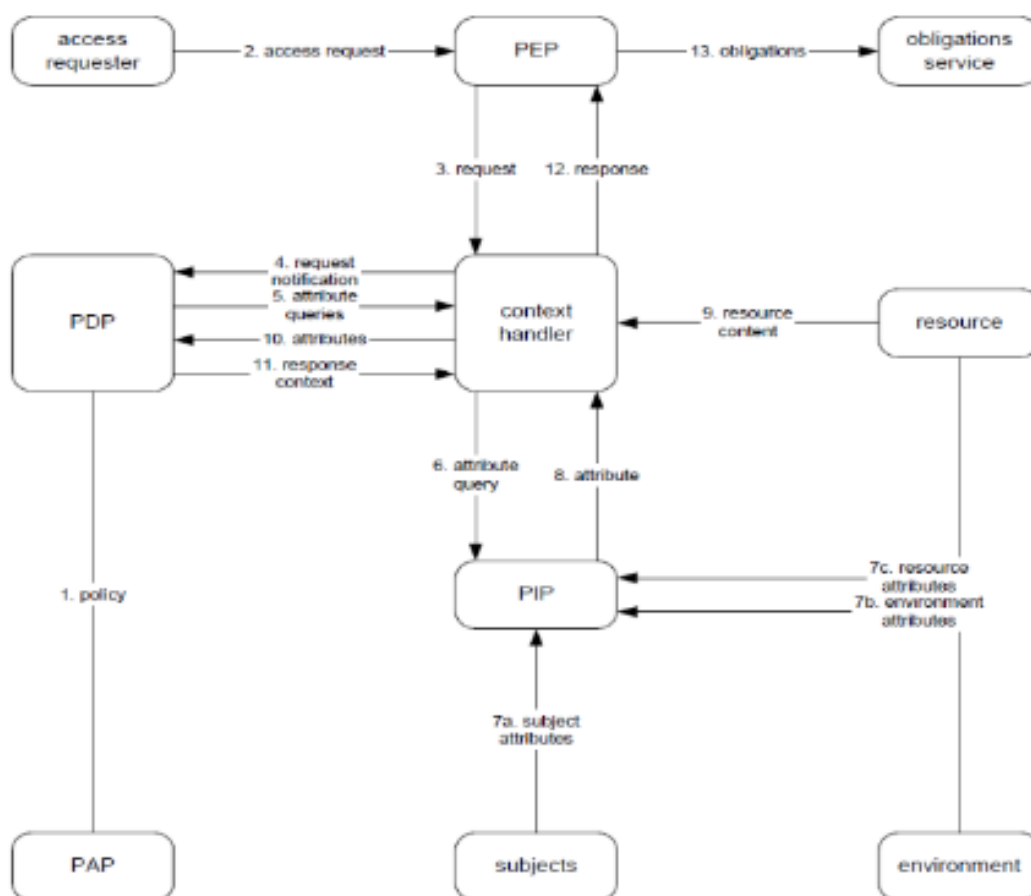 access
requester
2. access request
PEP
13. obligations
obligations
service
3. request
12. response
PDP
4. request
notification
5. attribute
queries
10. attributes
11. response
context
context
handler
9. resource
content
resource
6. attribute
query
8. attribute
1. policy
PIP
7c. resource
attributes
7b. environment
attributes
7a. subject
attributes
PAP
subjects
environment